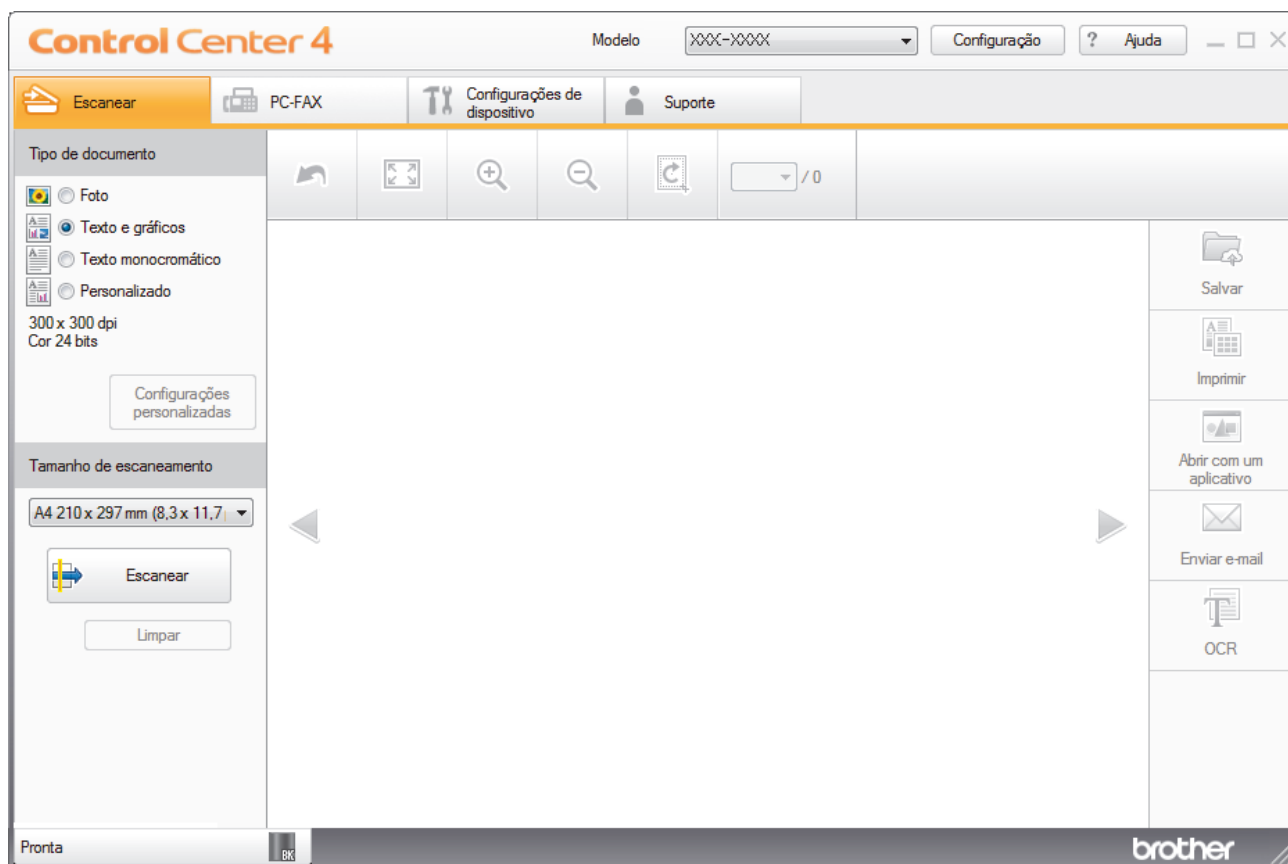 Control Center 4
Modelo
XXX-XXXX
Configuração
? Ajuda
Escanear
PC-FAX
Configurações de
dispositivo
Suporte
Tipo de documento
Foto
Texto e gráficos
Texto monocromático
Personalizado
300 x 300 dpi
Cor 24 bits
Configurações
personalizadas
Tamanho de escaneamento
A4 210 x 297 mm (8,3 x 11,7
Escanear
Limpar
/ 0
Salvar
Imprimir
Abrir com um
aplicativo
Enviar e-mail
OCR
Pronta
BK
brother